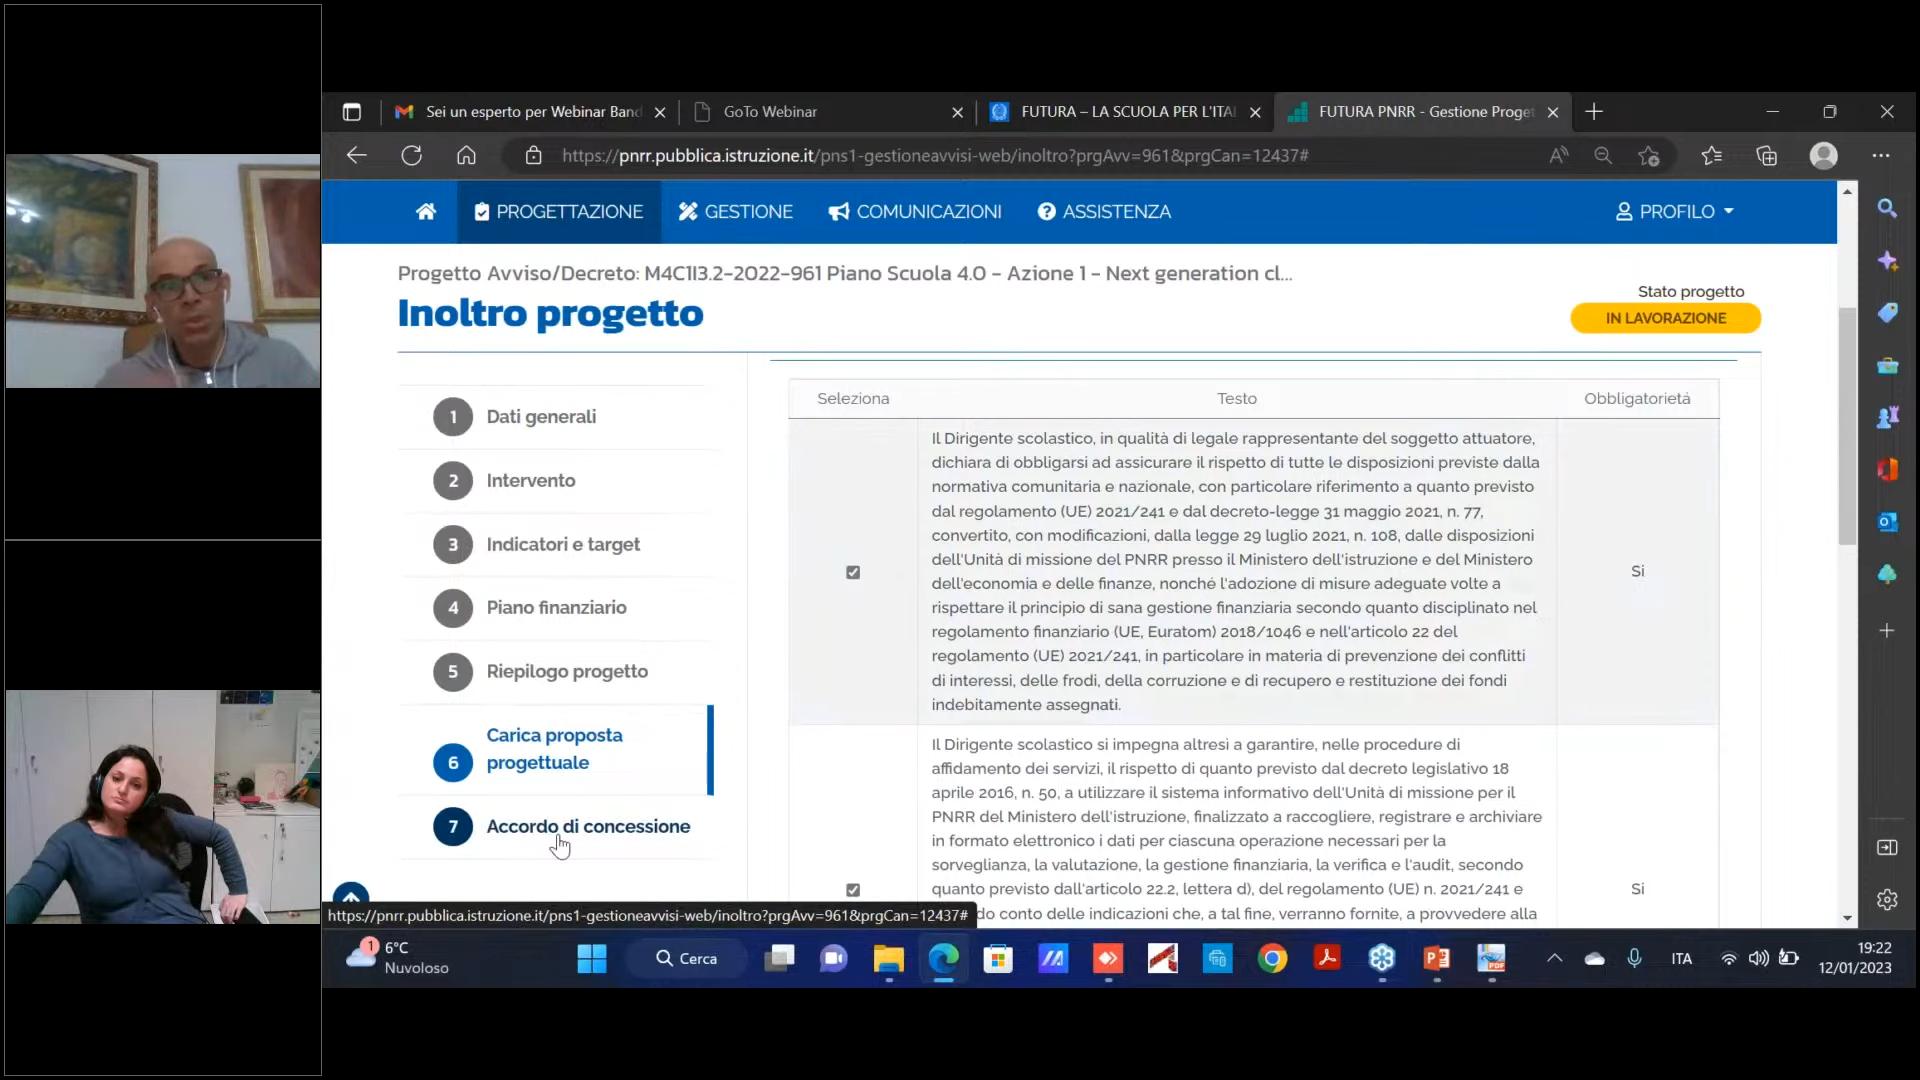 Sei un esperto per Webinar Band
GoTo Webinar
FUTURA – LA SCUOLA PER L'ITAL
FUTURA PNRR - Gestione Proget
https://pnrr.pubblica.istruzione.it/pns1-gestioneavvisi-web/inoltro?prgAvv=961&prgCan=12437#
PROGETTAZIONE
GESTIONE
COMUNICAZIONI
ASSISTENZA
PROFILO
Progetto Avviso/Decreto: M4C1I3.2-2022-961 Piano Scuola 4.0 - Azione 1 - Next generation cl...
Inoltro progetto
Stato progetto
IN LAVORAZIONE
1 Dati generali
2 Intervento
3 Indicatori e target
4 Piano finanziario
5 Riepilogo progetto
Carica proposta
6 progettuale
7 Accordo di concessione
Seleziona Testo Obbligatorietá
Il Dirigente scolastico, in qualità di legale rappresentante del soggetto attuatore,
dichiara di obbligarsi ad assicurare il rispetto di tutte le disposizioni previste dalla
normativa comunitaria e nazionale, con particolare riferimento a quanto previsto
dal regolamento (UE) 2021/241 e dal decreto-legge 31 maggio 2021, n. 77,
convertito, con modificazioni, dalla legge 29 luglio 2021, n. 108, dalle disposizioni
dell'Unità di missione del PNRR presso il Ministero dell'istruzione e del Ministero
dell'economia e delle finanze, nonché l'adozione di misure adeguate volte a
rispettare il principio di sana gestione finanziaria secondo quanto disciplinato nel
regolamento finanziario (UE, Euratom) 2018/1046 e nell'articolo 22 del
regolamento (UE) 2021/241, in particolare in materia di prevenzione dei conflitti
di interessi, delle frodi, della corruzione e di recupero e restituzione dei fondi
indebitamente assegnati.
Si
Il Dirigente scolastico si impegna altresì a garantire, nelle procedure di
affidamento dei servizi, il rispetto di quanto previsto dal decreto legislativo 18
aprile 2016, n. 50, a utilizzare il sistema informativo dell'Unità di missione per il
PNRR del Ministero dell'istruzione, finalizzato a raccogliere, registrare e archiviare
in formato elettronico i dati per ciascuna operazione necessari per la
sorveglianza, la valutazione, la gestione finanziaria, la verifica e l'audit, secondo
quanto previsto dall'articolo 22.2, lettera d), del regolamento (UE) n. 2021/241 e
do conto delle indicazioni che, a tal fine, verranno fornite, a provvedere alla
Si
https://pnrr.pubblica.istruzione.it/pns1-gestioneavvisi-web/inoltro?prgAvv=961&prgCan=12437#
1
6°C
Nuvoloso
Cerca
ITA
19:22
12/01/2023